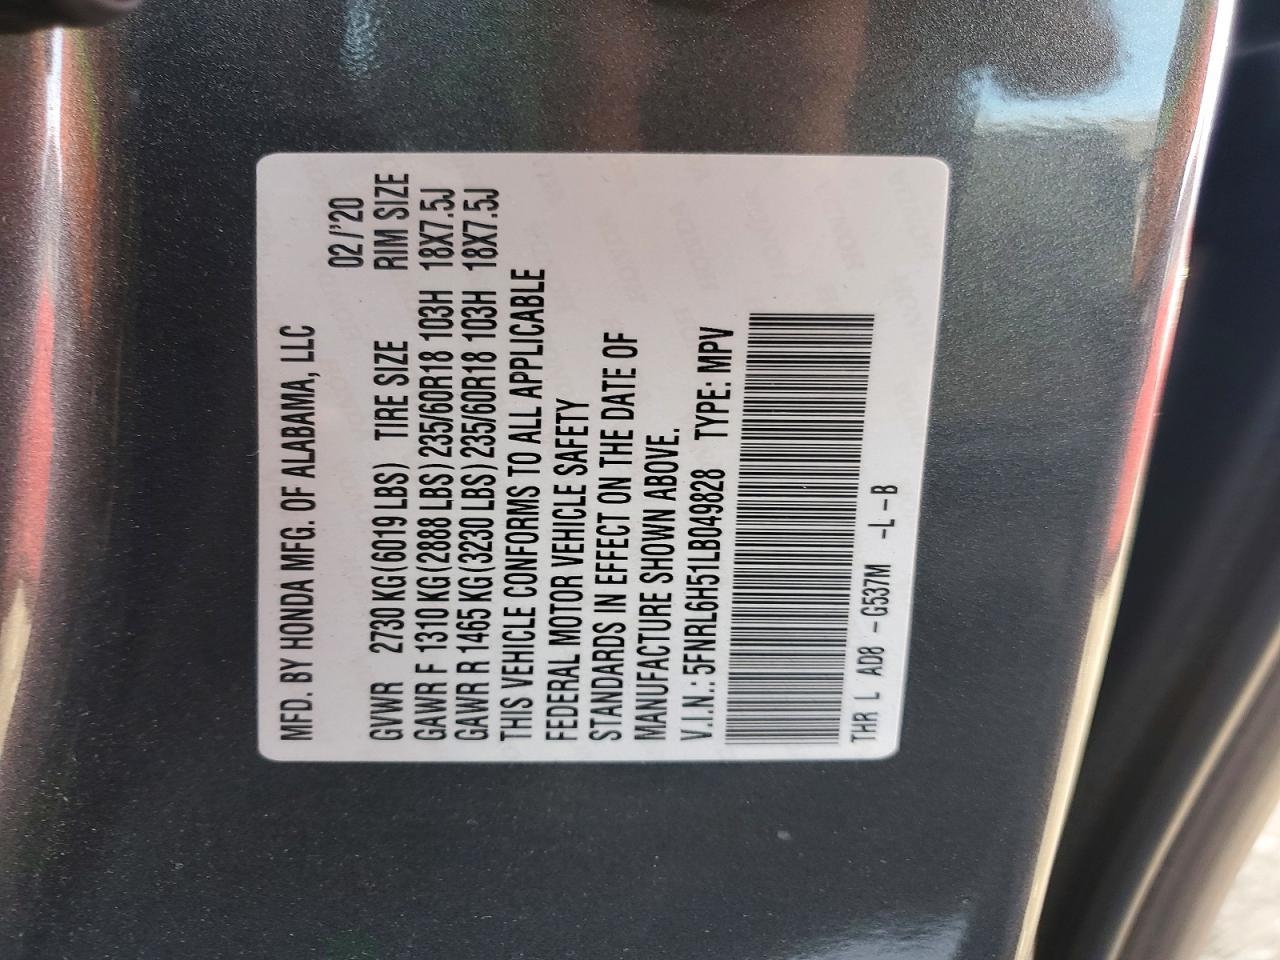 MFD. BY HONDA MFG. OF ALABAMA, LLC
02/'20
GVWR 2730 KG(6019 LBS) TIRE SIZE RIM SIZE
GAWR F 1310 KG(2888 LBS)235/60R18 103H 18X7.5J
GAWR R 1465 KG(3230 LBS)235/60R18 103H 18X7.5J
THIS VEHICLE CONFORMS TO ALL APPLICABLE
FEDERAL MOTOR VEHICLE SAFETY
STANDARDS IN EFFECT ON THE DATE OF
MANUFACTURE SHOWN ABOVE.
V.I.N.: 5FNRL6H51LB049828 TYPE: MPV
THR L AD8 -G537M -L-B